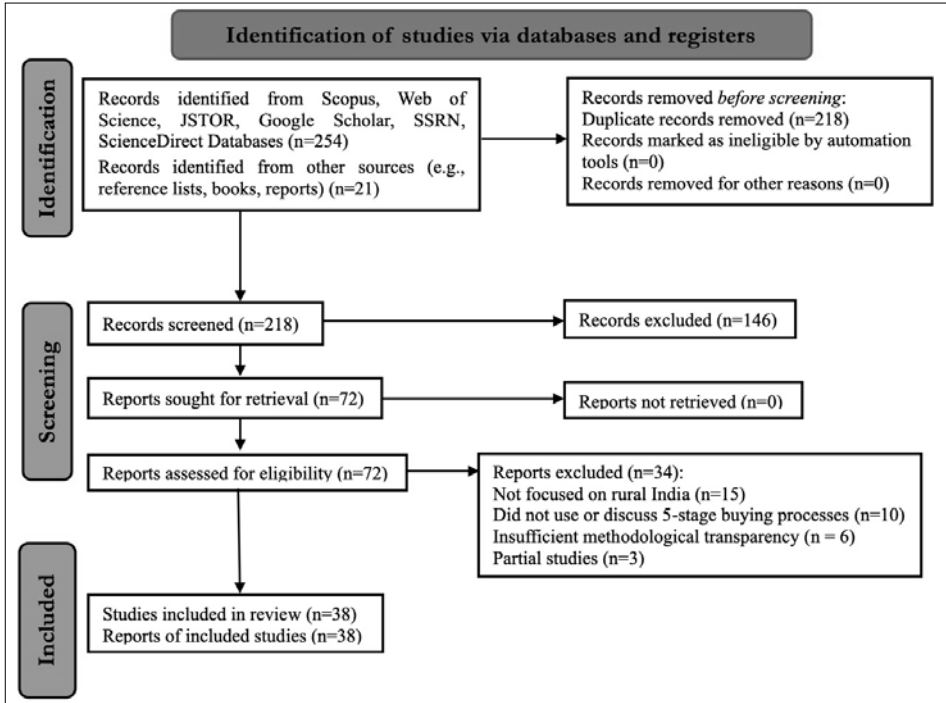 Identification of studies via databases and registers
Identification
Records identified from Scopus, Web of
Science, JSTOR, Google Scholar, SSRN,
ScienceDirect Databases (n=254)
Records identified from other sources (e.g.,
reference lists, books, reports) (n=21)
Records removed before screening:
Duplicate records removed (n=218)
Records marked as ineligible by automation
tools (n=0)
Records removed for other reasons (n=0)
Screening
Records screened (n=218)
Records excluded (n=146)
Reports sought for retrieval (n=72)
Reports not retrieved (n=0)
Reports assessed for eligibility (n=72)
Reports excluded (n=34):
Not focused on rural India (n=15)
Did not use or discuss 5-stage buying processes (n=10)
Insufficient methodological transparency (n = 6)
Partial studies (n=3)
Included
Studies included in review (n=38)
Reports of included studies (n=38)